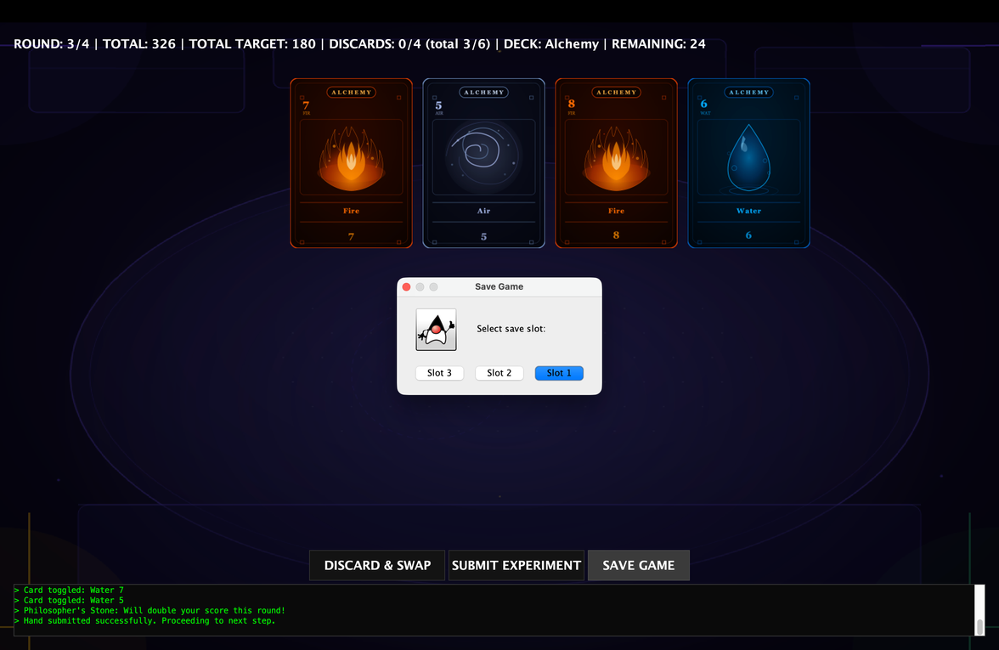 ROUND: 3/4 | TOTAL: 326 | TOTAL TARGET: 180 | DISCARDS: 0/4 (total 3/6) | DECK: Alchemy | REMAINING: 24
ALCHEMY
7
FIR
Fire
7
ALCHEMY
5
AIR
Air
5
ALCHEMY
8
FIR
Fire
8
ALCHEMY
6
WAT
Water
6
Save Game
Select save slot:
Slot 3 Slot 2 Slot 1
DISCARD & SWAP SUBMIT EXPERIMENT SAVE GAME
> Card toggled: Water 7
> Card toggled: Water 5
> Philosopher's Stone: Will double your score this round!
> Hand submitted successfully. Proceeding to next step.